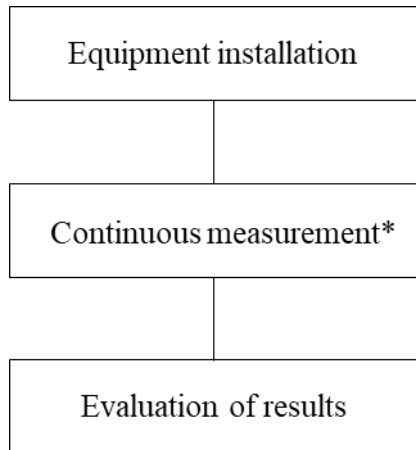 Equipment installation
Continuous measurement*
Evaluation of results